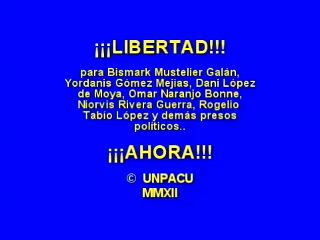 ¡¡¡LIBERTAD!!!
para Bismark Mustelier Galán,
Yordanis Gómez Mejías, Dani López
de Moya, Omar Naranjo Bonne,
Niorvis Rivera Guerra, Rogelio
Tabío López y demás presos
políticos..
¡¡¡AHORA!!!
© UNPACU
MMXII